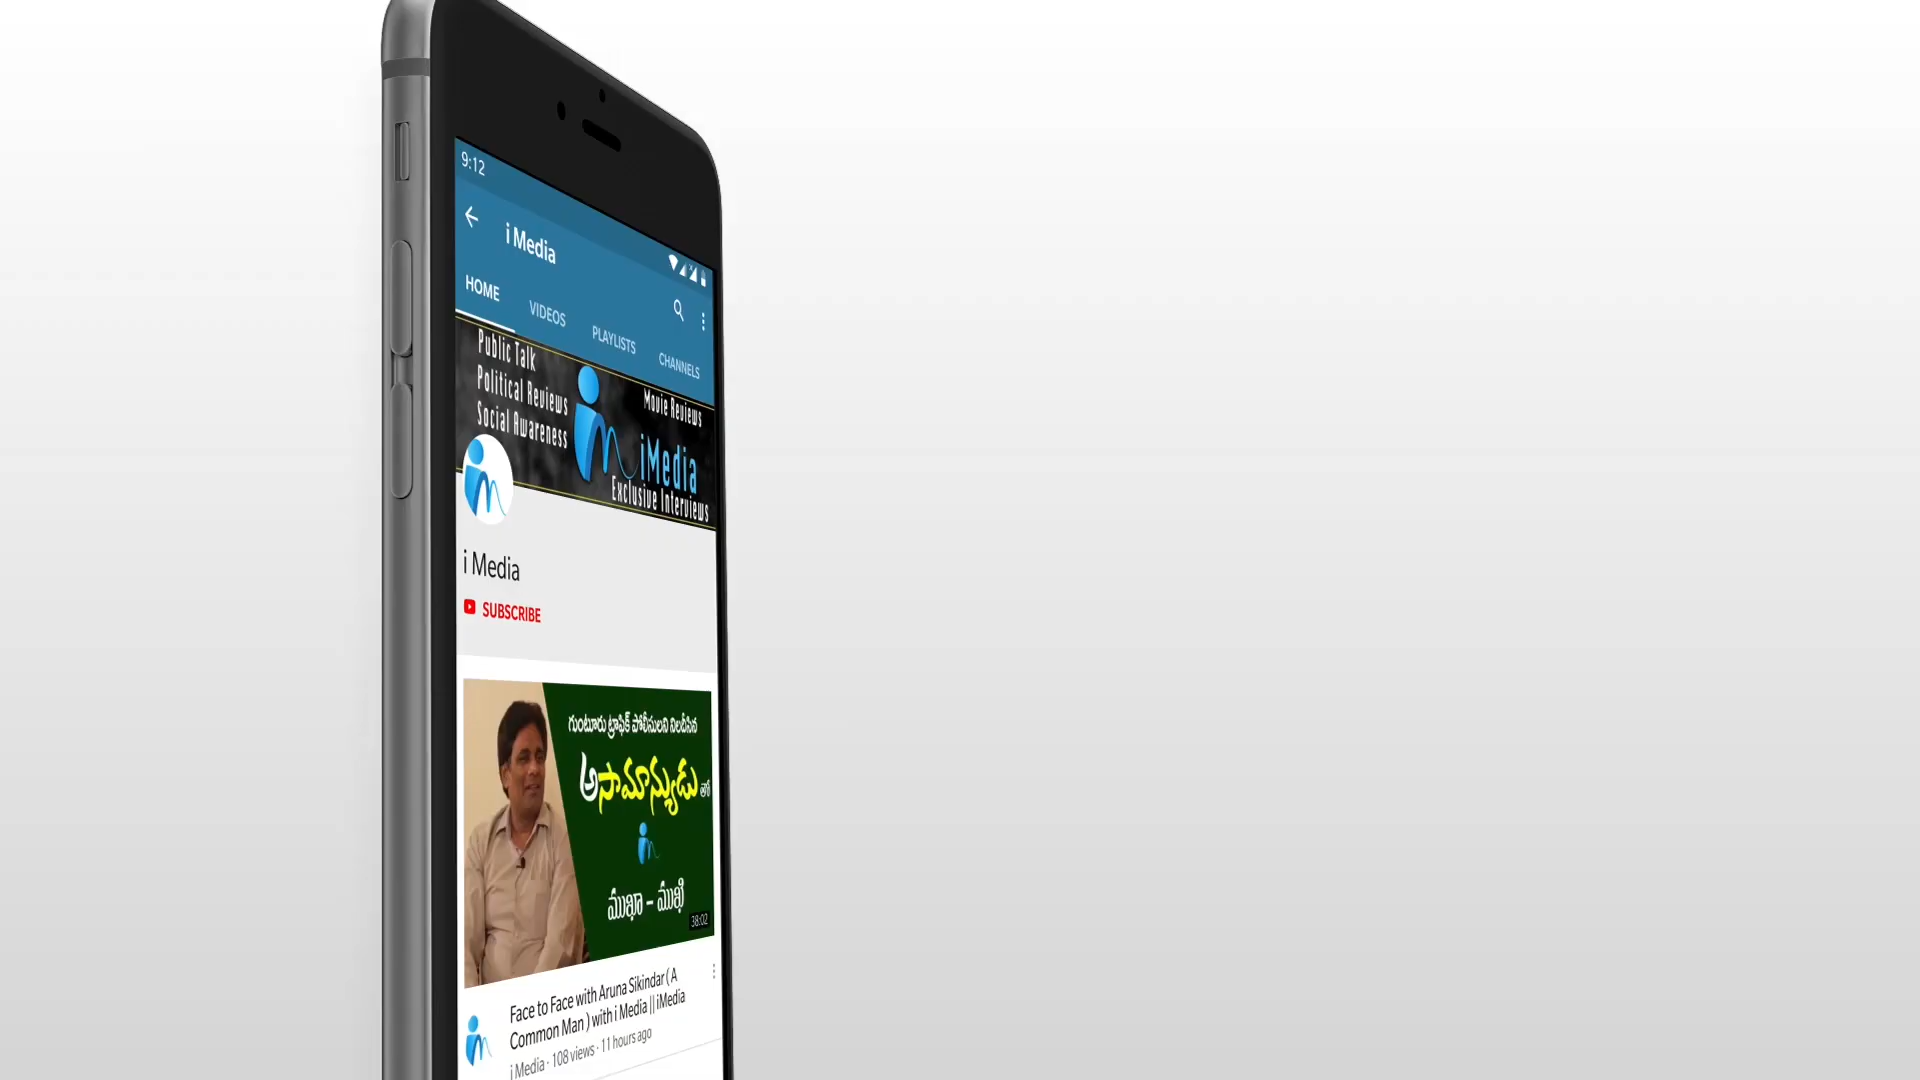 9:12
i Media
HOME
VIDEOS
PLAYLISTS
CHANNELS
Public Talk
Political Reviews
Social Awareness
Movie Reviews
iMedia
Exclusive Interviews
i Media
SUBSCRIBE
గుంటూరు ట్రాఫిక్ పోలీసులని నిలదీసిన
అసామాన్యుడు తో
ముఖా - ముఖి
38:02
Face to Face with Aruna Sikindar ( A
Common Man ) with i Media || iMedia
i Media · 108 views · 11 hours ago